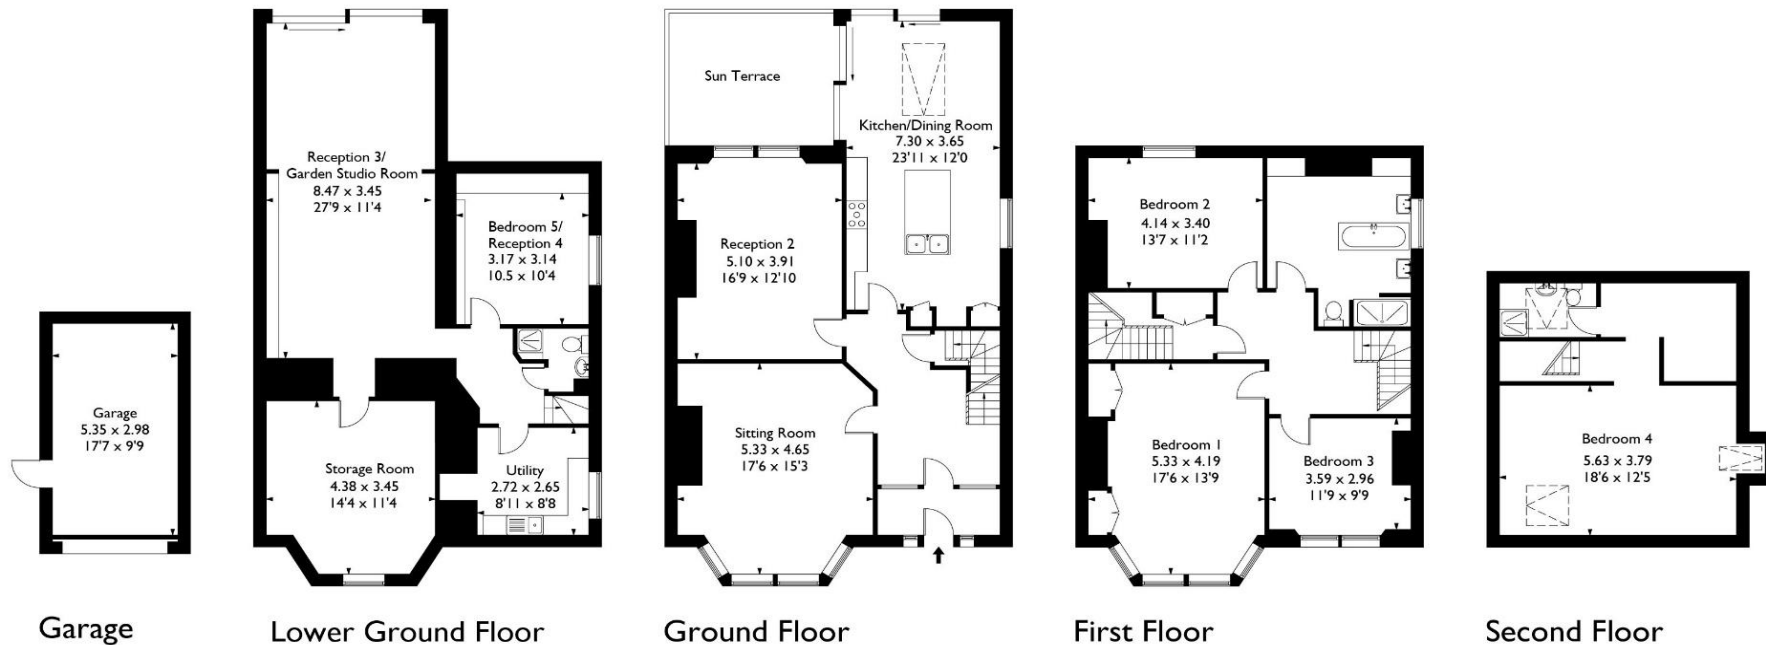 Garage
5.35 x 2.98
17'7 x 9'9
Garage
Reception 3/
Garden Studio Room
8.47 x 3.45
27'9 x 11'4
Bedroom 5/
Reception 4
3.17 x 3.14
10.5 x 10'4
Storage Room
4.38 x 3.45
14'4 x 11'4
Utility
2.72 x 2.65
8'11 x 8'8
Lower Ground Floor
Sun Terrace
Kitchen/Dining Room
7.30 x 3.65
23'11 x 12'0
Reception 2
5.10 x 3.91
16'9 x 12'10
Sitting Room
5.33 x 4.65
17'6 x 15'3
Ground Floor
Bedroom 2
4.14 x 3.40
13'7 x 11'2
Bedroom 1
5.33 x 4.19
17'6 x 13'9
Bedroom 3
3.59 x 2.96
11'9 x 9'9
First Floor
Bedroom 4
5.63 x 3.79
18'6 x 12'5
Second Floor